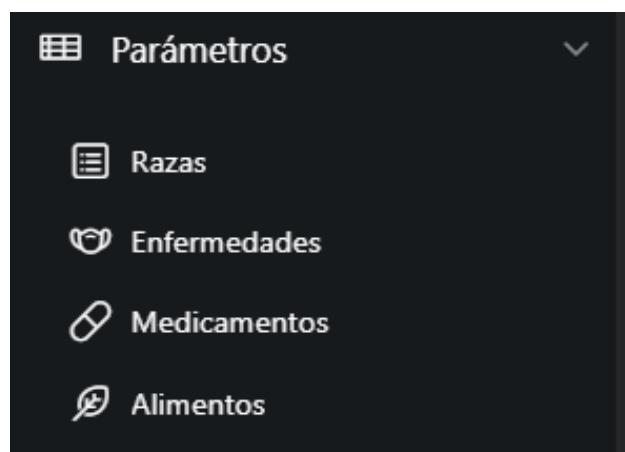 Parámetros
Razas
Enfermedades
Medicamentos
Alimentos